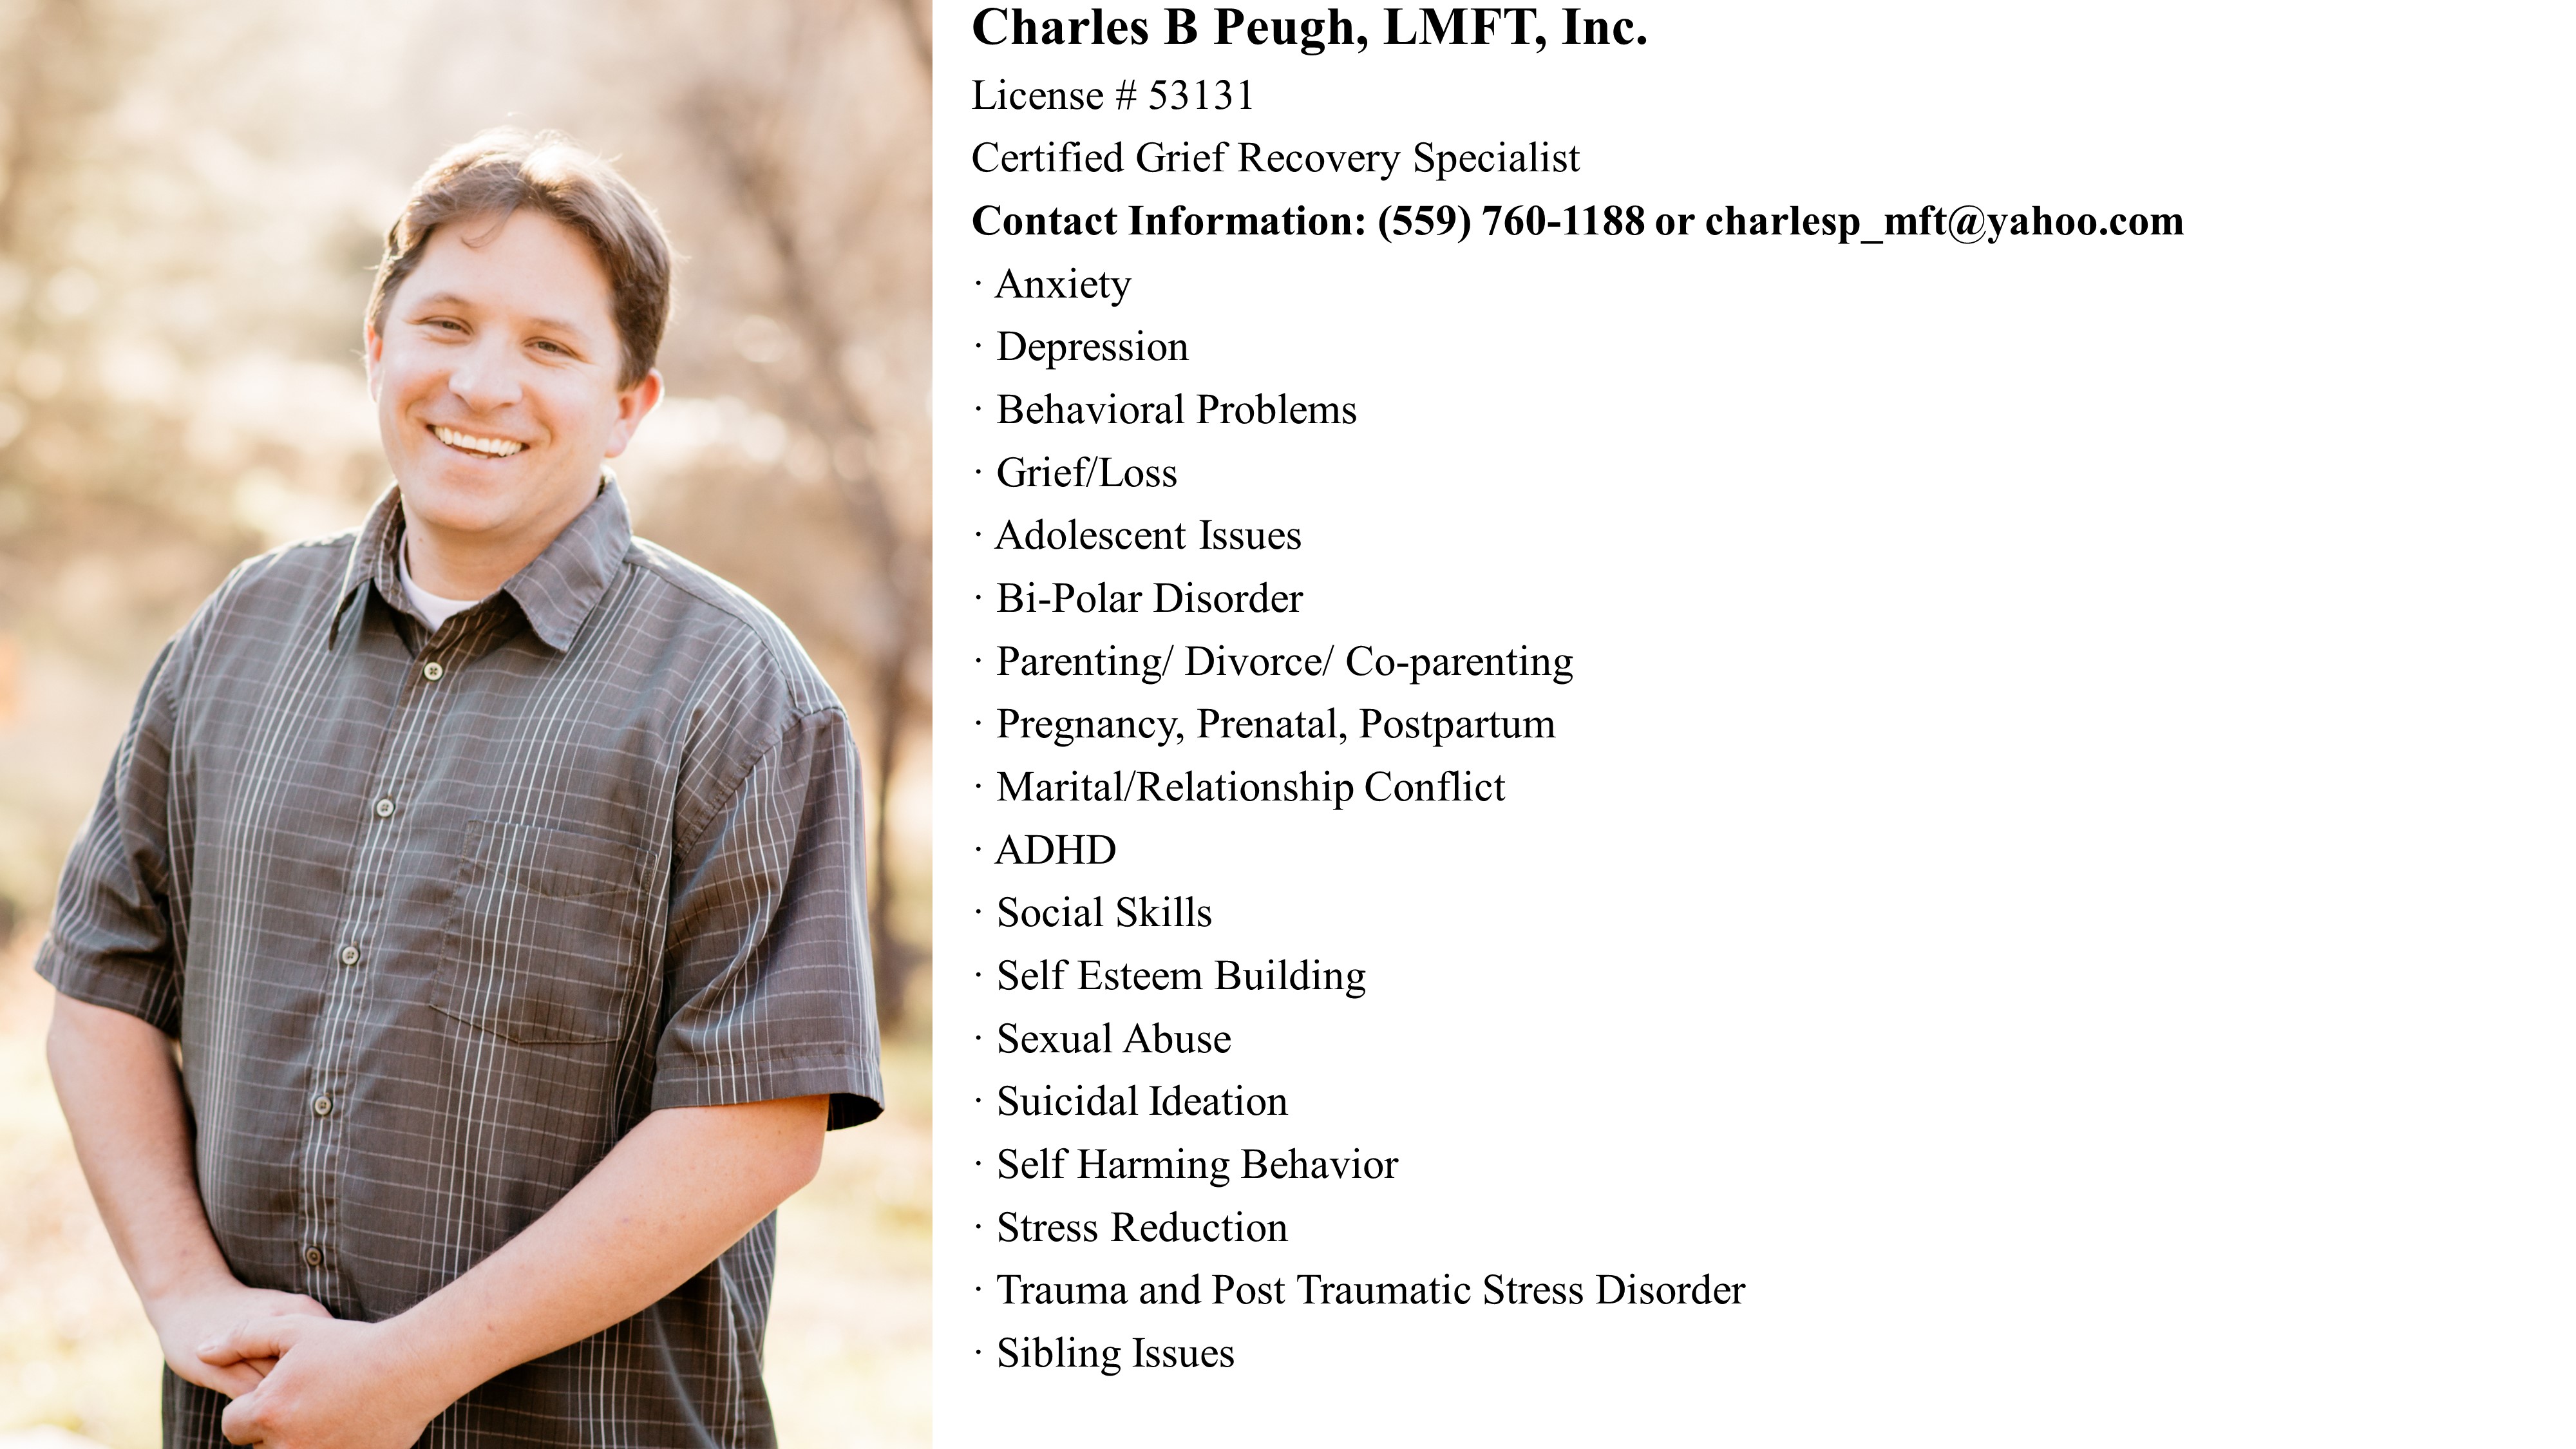 Charles B Peugh, LMFT, Inc.
License # 53131
Certified Grief Recovery Specialist
Contact Information: (559) 760-1188 or charlesp_mft@yahoo.com
· Anxiety
· Depression
· Behavioral Problems
· Grief/Loss
· Adolescent Issues
· Bi-Polar Disorder
· Parenting/ Divorce/ Co-parenting
· Pregnancy, Prenatal, Postpartum
· Marital/Relationship Conflict
· ADHD
· Social Skills
· Self Esteem Building
· Sexual Abuse
· Suicidal Ideation
· Self Harming Behavior
· Stress Reduction
· Trauma and Post Traumatic Stress Disorder
· Sibling Issues